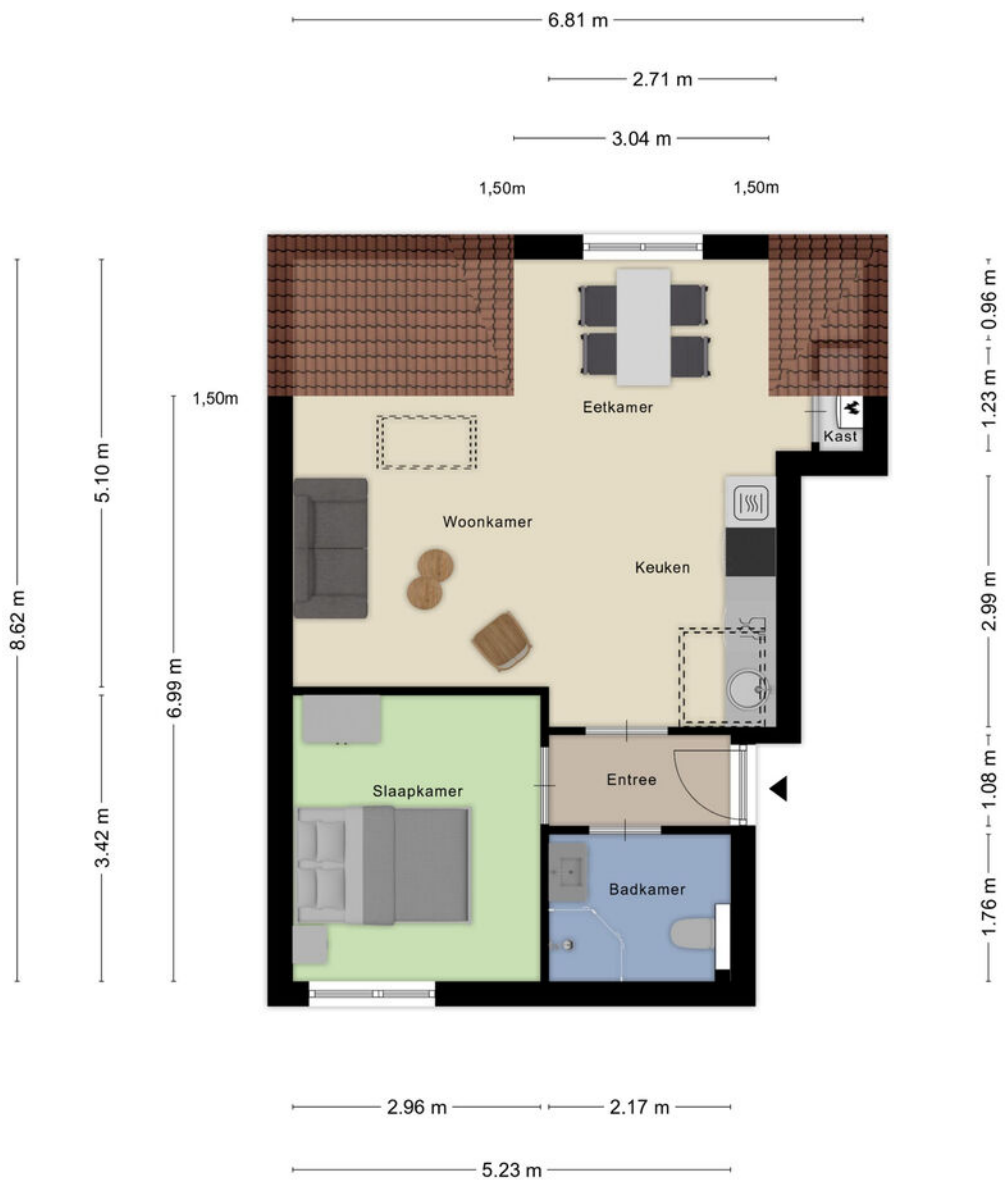 6.81 m
2.71 m
3.04 m
1,50m
1,50m
0.96 m
1.23 m
1,50m
Eetkamer
Kast
5.10 m
Woonkamer
Keuken
2.99 m
8.62 m
6.99 m
Entree
1.08 m
Slaapkamer
3.42 m
Badkamer
1.76 m
2.96 m
2.17 m
5.23 m